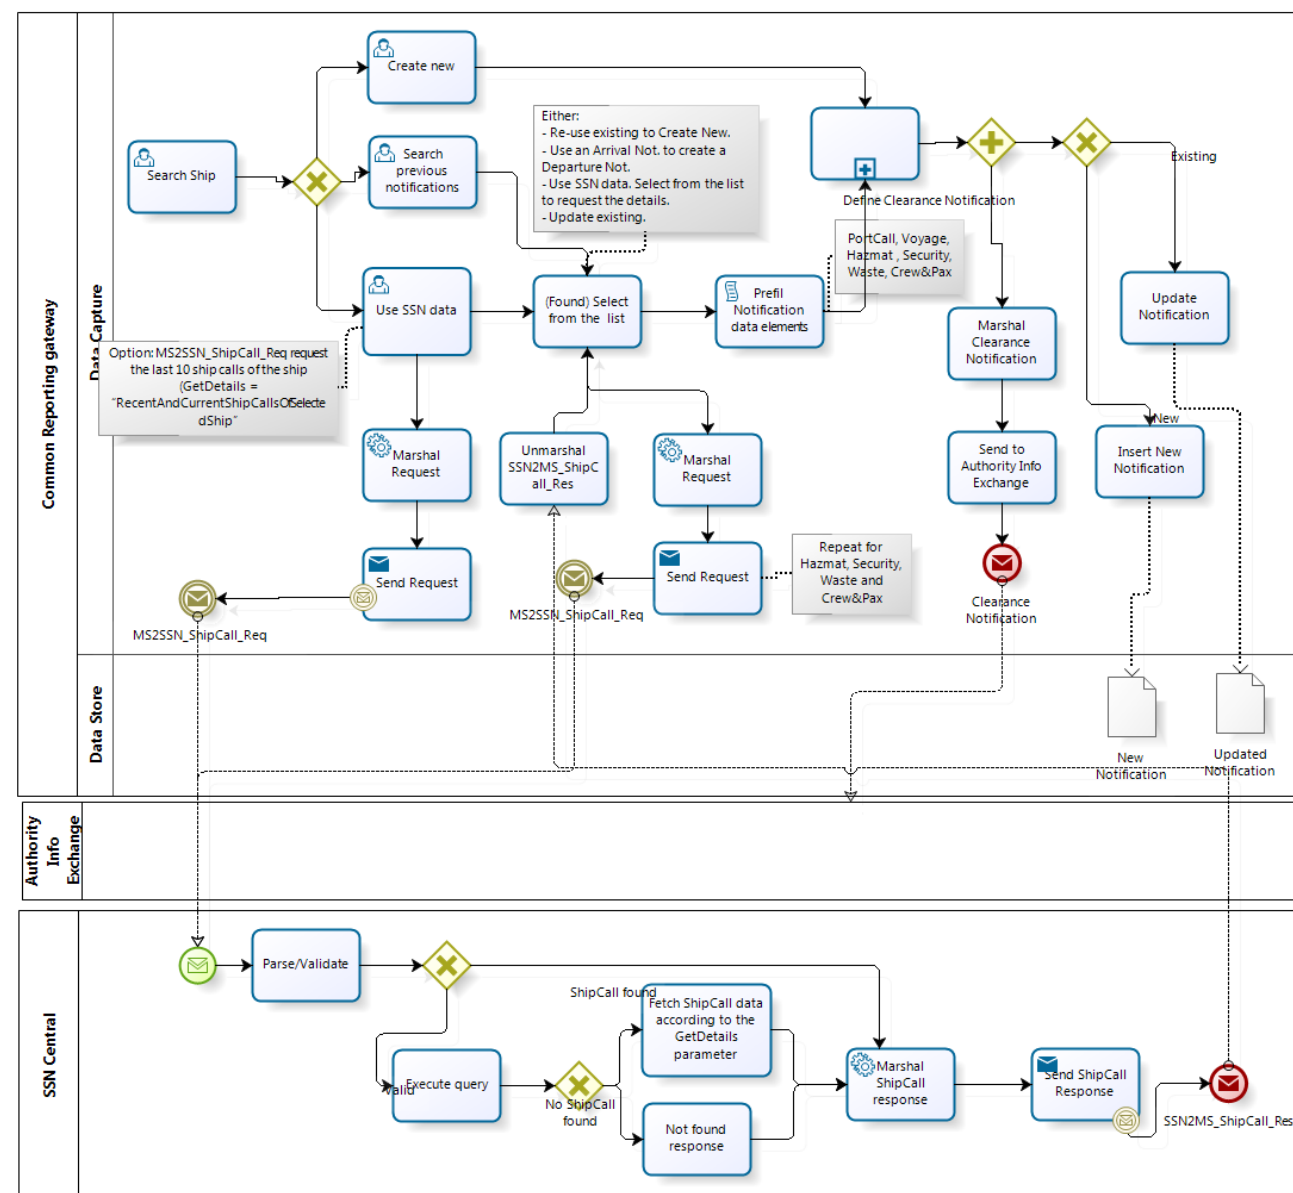 Common Reporting gateway
Data Capture
Search Ship
Create new
Search
previous
notifications
Use SSN data
Either:
- Re-use existing to Create New.
- Use an Arrival Not. to create a
Departure Not.
- Use SSN data. Select from the list
to request the details.
- Update existing.
Define Clearance Notification
Existing
PortCall, Voyage,
Hazmat , Security,
Waste, Crew&Pax
(Found) Select
from the list
Prefil
Notification
data elements
Marshal
Clearance
Notification
Update
Notification
Option: MS2SSN_ShipCall_Req request
the last 10 ship calls of the ship
(GetDetails =
"RecentAndCurrentShipCallsOfSelecte
dShip"
Marshal
Request
Unmarshal
SSN2MS_ShipC
all_Res
Marshal
Request
Send to
Authority Info
Exchange
New
Insert New
Notification
Send Request
MS2SSN_ShipCall_Req
MS2SSN_ShipCall_Req
Send Request
Repeat for
Hazmat, Security,
Waste and
Crew&Pax
Clearance
Notification
Data Store
New
Notification
Updated
Notification
Authority
Info
Exchange
SSN Central
Parse/Validate
Valid
Execute query
ShipCall found
No ShipCall
found
Fetch ShipCall data
according to the
GetDetails
parameter
Not found
response
Marshal
ShipCall
response
Send ShipCall
Response
SSN2MS_ShipCall_Res